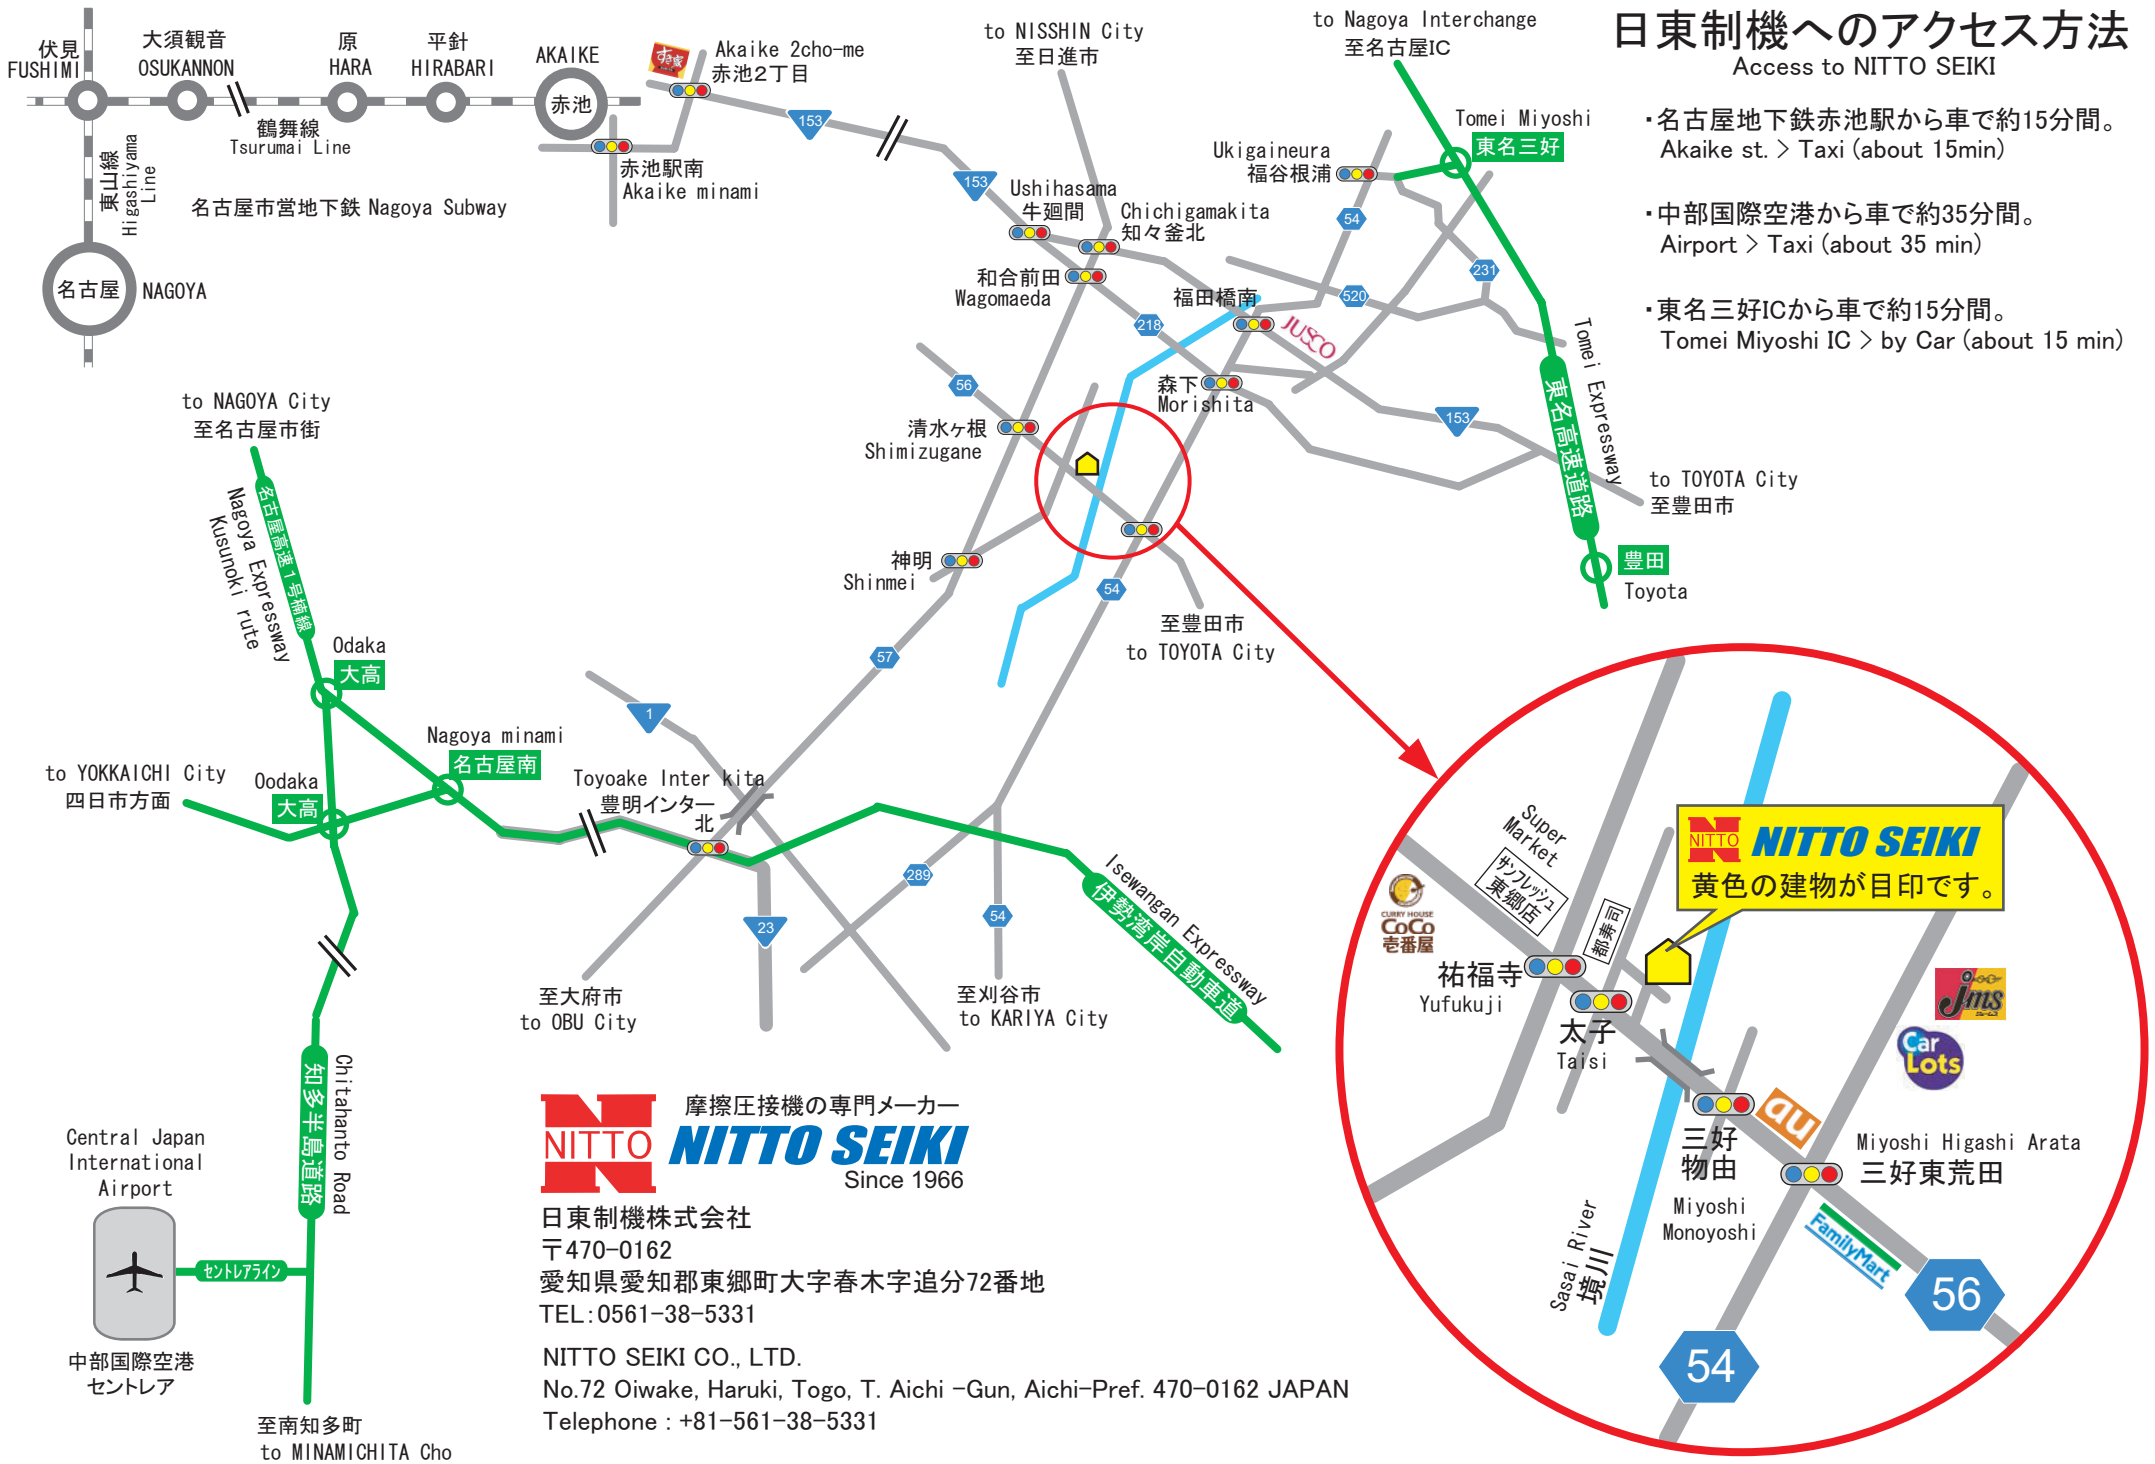 日東制機へのアクセス方法
Access to NITTO SEIKI
・名古屋地下鉄赤池駅から車で約15分間。
Akaike st. > Taxi (about 15min)
・中部国際空港から車で約35分間。
Airport > Taxi (about 35 min)
・東名三好ICから車で約15分間。
Tomei Miyoshi IC > by Car (about 15 min)
伏見
FUSHIMI
大須観音
OSUKANNON
原
HARA
平針
HIRABARI
AKAIKE
赤池
鶴舞線
Tsurumai Line
東山線
Higashiyama
Line
名古屋市営地下鉄 Nagoya Subway
名古屋
NAGOYA
すき家
Akaike 2cho-me
赤池2丁目
赤池駅南
Akaike minami
153
153
to NISSHIN City
至日進市
Ushihasama
牛廻間
Chichigamakita
知々釜北
和合前田
Wagomaeda
to Nagoya Interchange
至名古屋IC
Tomei Miyoshi
東名三好
Ukigaineura
福谷根浦
54
231
520
福田橋南
JUSCO
218
森下
Morishita
153
Tomei Expressway
東名高速道路
to TOYOTA City
至豊田市
豊田
Toyota
56
清水ヶ根
Shimizugane
神明
Shinmei
54
至豊田市
to TOYOTA City
57
to NAGOYA City
至名古屋市街
名古屋高速1号楠線
Nagoya Expressway
Kusunoki rute
Odaka
大高
Nagoya minami
名古屋南
to YOKKAICHI City
四日市方面
Oodaka
大高
1
Toyoake Inter kita
豊明インター
北
289
54
23
Isewangan Expressway
伊勢湾岸自動車道
至大府市
to OBU City
至刈谷市
to KARIYA City
Chitahanto Road
知多半島道路
Central Japan
International
Airport
セントレアライン
中部国際空港
セントレア
至南知多町
to MINAMICHITA Cho
NITTO
摩擦圧接機の専門メーカー
NITTO SEIKI
Since 1966
日東制機株式会社
〒470-0162
愛知県愛知郡東郷町大字春木字追分72番地
TEL:0561-38-5331
NITTO SEIKI CO., LTD.
No.72 Oiwake, Haruki, Togo, T. Aichi -Gun, Aichi-Pref. 470-0162 JAPAN
Telephone : +81-561-38-5331
Super
Market
サンフレッシュ
東郷店
都寿司
NITTO
NITTO SEIKI
黄色の建物が目印です。
CURRY HOUSE
CoCo
壱番屋
祐福寺
Yufukuji
太子
Taisi
Jms
Car
Lots
au
三好
物由
Miyoshi
Monoyoshi
Miyoshi Higashi Arata
三好東荒田
Sasai River
境川
FamilyMart
56
54